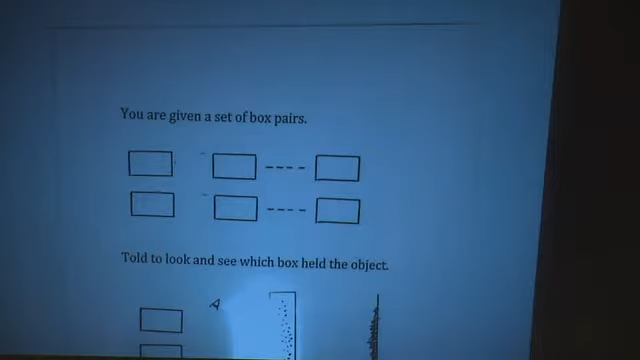 You are given a set of box pairs.
Told to look and see which box held the object.
A